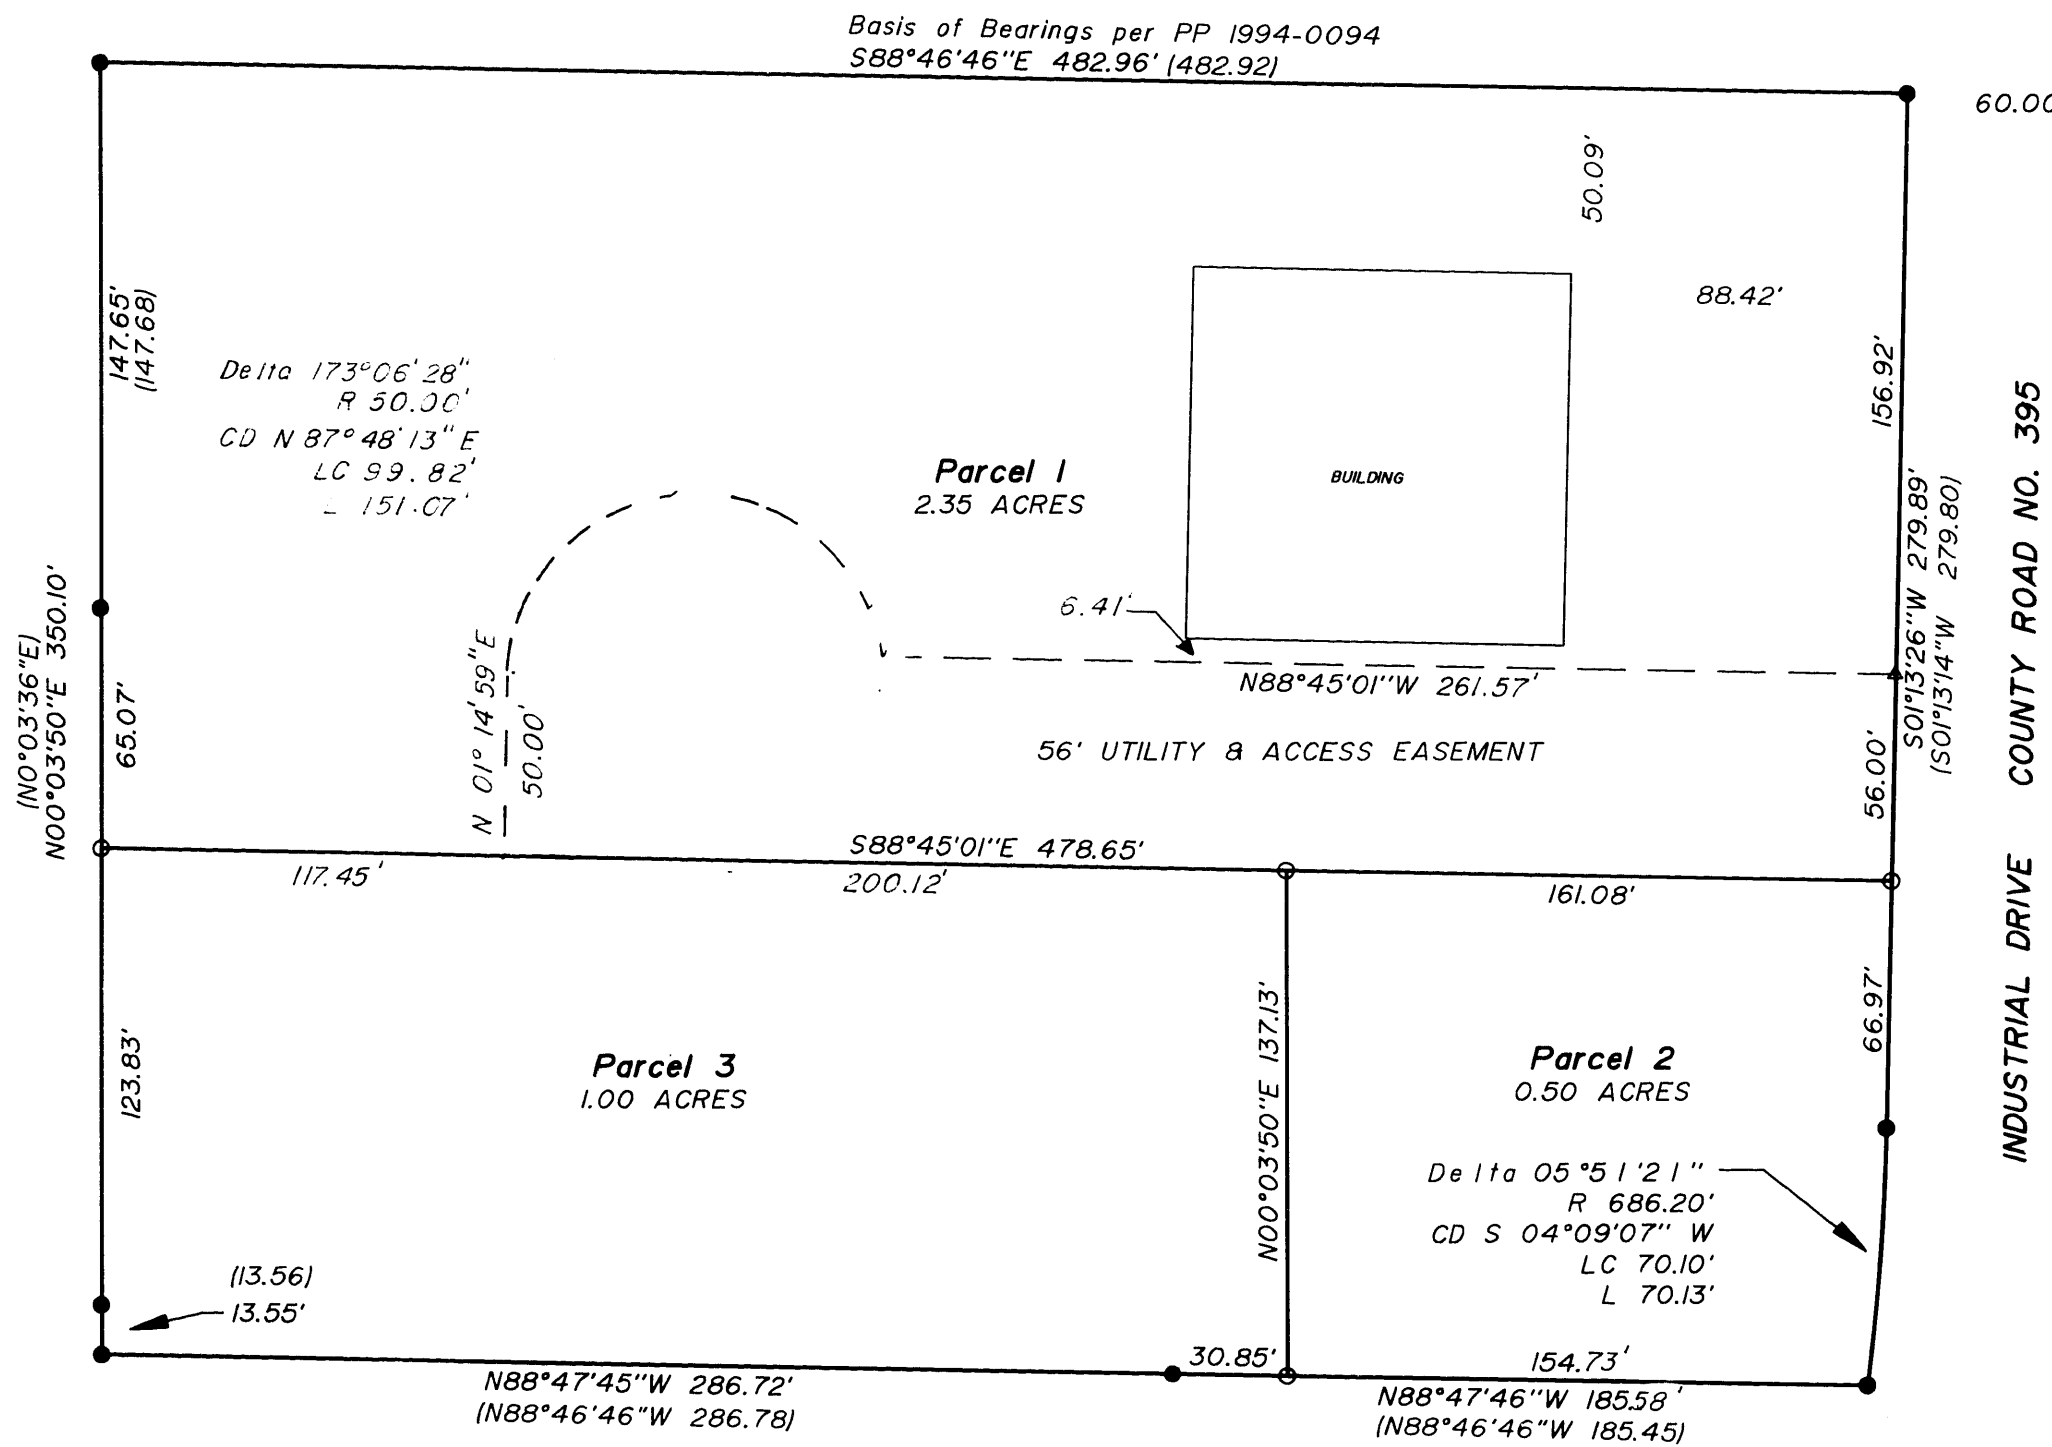 Basis of Bearings per PP 1994-0094
S88°46'46"E 482.96' (482.92)
60.00
50.09'
88.42'
147.65'
(147.68)
156.92'
Delta 173°06'28"
R 50.00'
CD N 87°48'13" E
LC 99.82'
L 151.07'
Parcel 1
2.35 ACRES
BUILDING
6.41'
N88°45'01"W 261.57'
56' UTILITY & ACCESS EASEMENT
(N0°03'36"E)
N00°03'50"E 350.10'
65.07'
N 01° 14' 59"E
50.00'
S01°13'26"W 279.89'
(S01°13'14"W 279.80)
56.00'
INDUSTRIAL DRIVE COUNTY ROAD NO. 395
S88°45'01"E 478.65'
117.45'
200.12'
161.08'
123.83'
Parcel 3
1.00 ACRES
N00°03'50"E 137.13'
66.97'
Parcel 2
0.50 ACRES
Delta 05°51'21"
R 686.20'
CD S 04°09'07" W
LC 70.10'
L 70.13'
(13.56)
13.55'
30.85'
154.73'
N88°47'45"W 286.72'
(N88°46'46"W 286.78)
N88°47'46"W 185.58'
(N88°46'46"W 185.45)